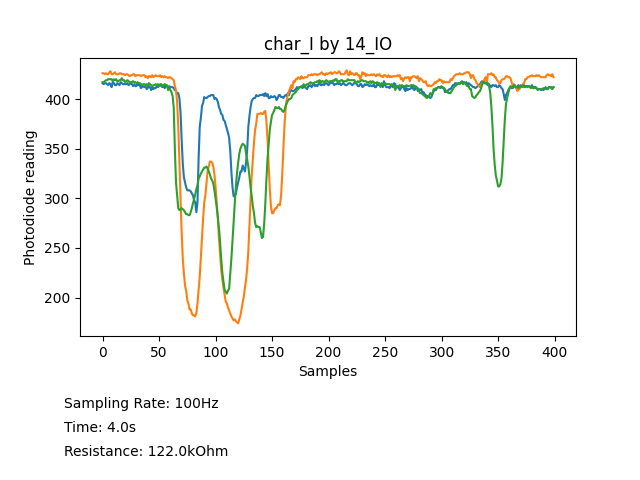 char_I by 14_IO
Photodiode reading
400
350
300
250
200
0 50 100 150 200 250 300 350 400
Samples
Sampling Rate: 100Hz
Time: 4.0s
Resistance: 122.0kOhm